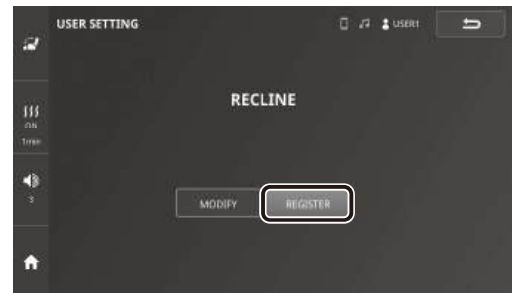 USER SETTING
USER1
RECLINE
ON
1min
3
MODIFY
REGISTER